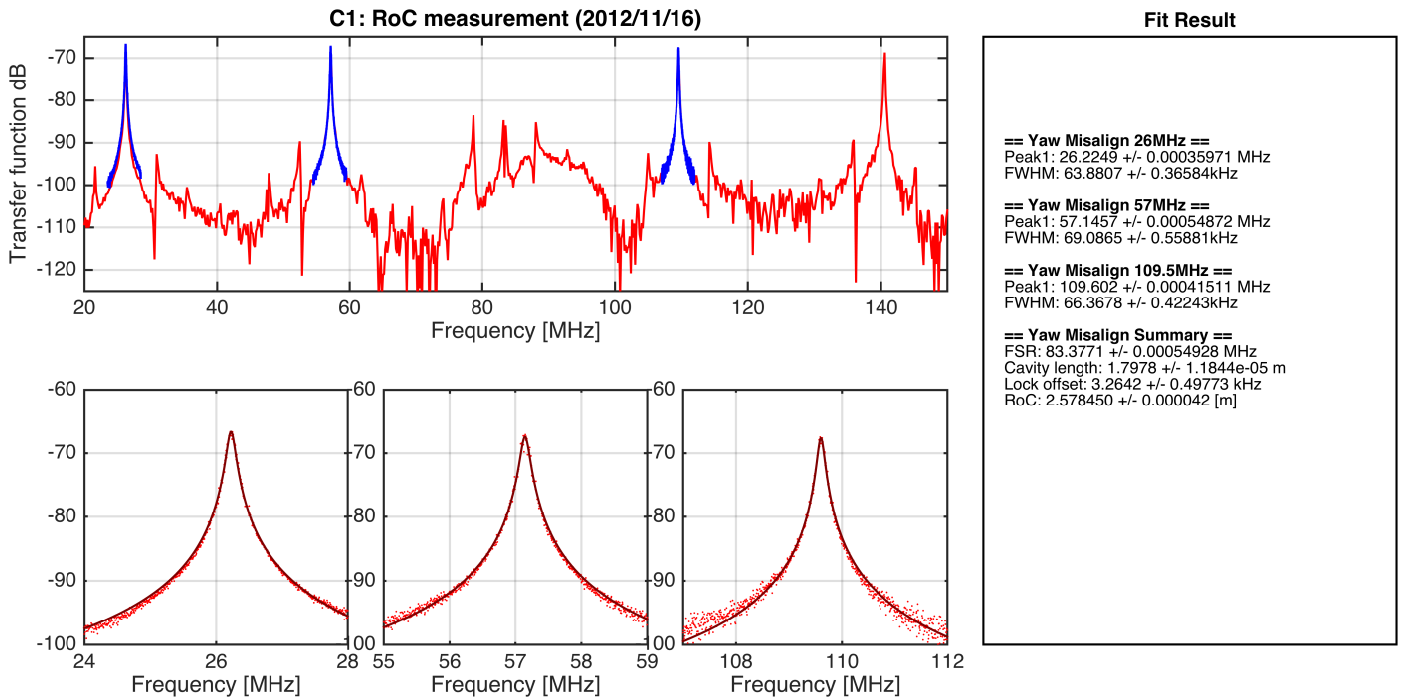 C1: RoC measurement (2012/11/16)
Transfer function dB
-70
-80
-90
-100
-110
-120
20
40
60
80
100
120
140
Frequency [MHz]
Fit Result
== Yaw Misalign 26MHz ==
Peak1: 26.2249 +/- 0.00035971 MHz
FWHM: 63.8807 +/- 0.36584kHz
== Yaw Misalign 57MHz ==
Peak1: 57.1457 +/- 0.00054872 MHz
FWHM: 69.0865 +/- 0.55881kHz
== Yaw Misalign 109.5MHz ==
Peak1: 109.602 +/- 0.00041511 MHz
FWHM: 66.3678 +/- 0.42243kHz
== Yaw Misalign Summary ==
FSR: 83.3771 +/- 0.00054928 MHz
Cavity length: 1.7978 +/- 1.1844e-05 m
Lock offset: 3.2642 +/- 0.49773 kHz
RoC: 2.578450 +/- 0.000042 [m]
-60
-70
-80
-90
-100
24
26
28
Frequency [MHz]
-60
-70
-80
-90
00
55
56
57
58
59
Frequency [MHz]
-60
-70
-80
-90
00
108
110
112
Frequency [MHz]